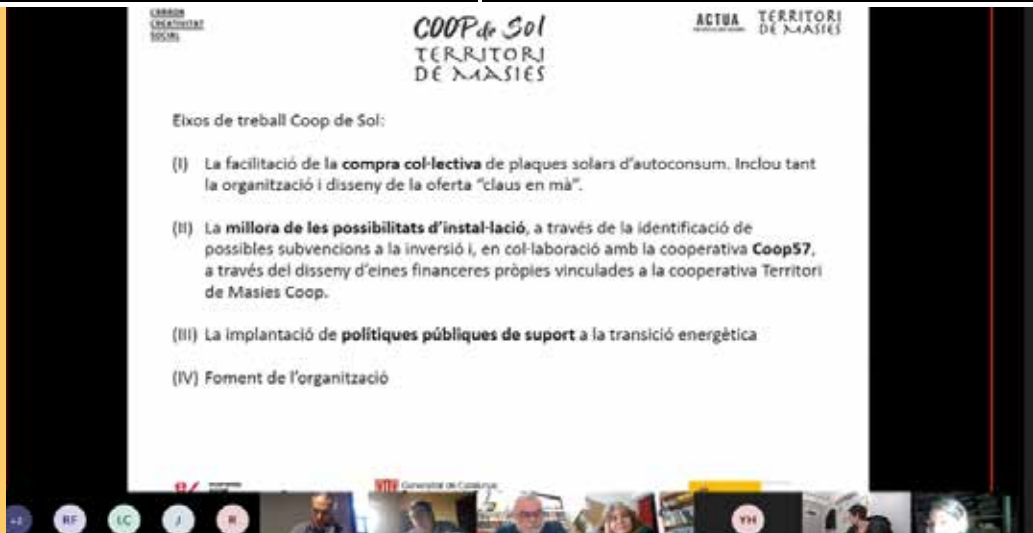 CARBÓN
CREATIVITAT
SOCIAL
COOP de Sol
TERRITORI
DE MASIES
ACTUA
TERRITORI
DE MASIES
Eixos de treball Coop de Sol:
(I) La facilitació de la compra col·lectiva de plaques solars d'autoconsum. Inclou tant
la organització i disseny de la oferta "claus en mà".
(II) La millora de les possibilitats d'instal·lació, a través de la identificació de
possibles subvencions a la inversió i, en col·laboració amb la cooperativa Coop57,
a través del disseny d'eines financeres pròpies vinculades a la cooperativa Territori
de Masies Coop.
(III) La implantació de polítiques públiques de suport a la transició energètica
(IV) Foment de l'organització
Generalitat de Catalunya
+2
RF
LC
J
R
YH